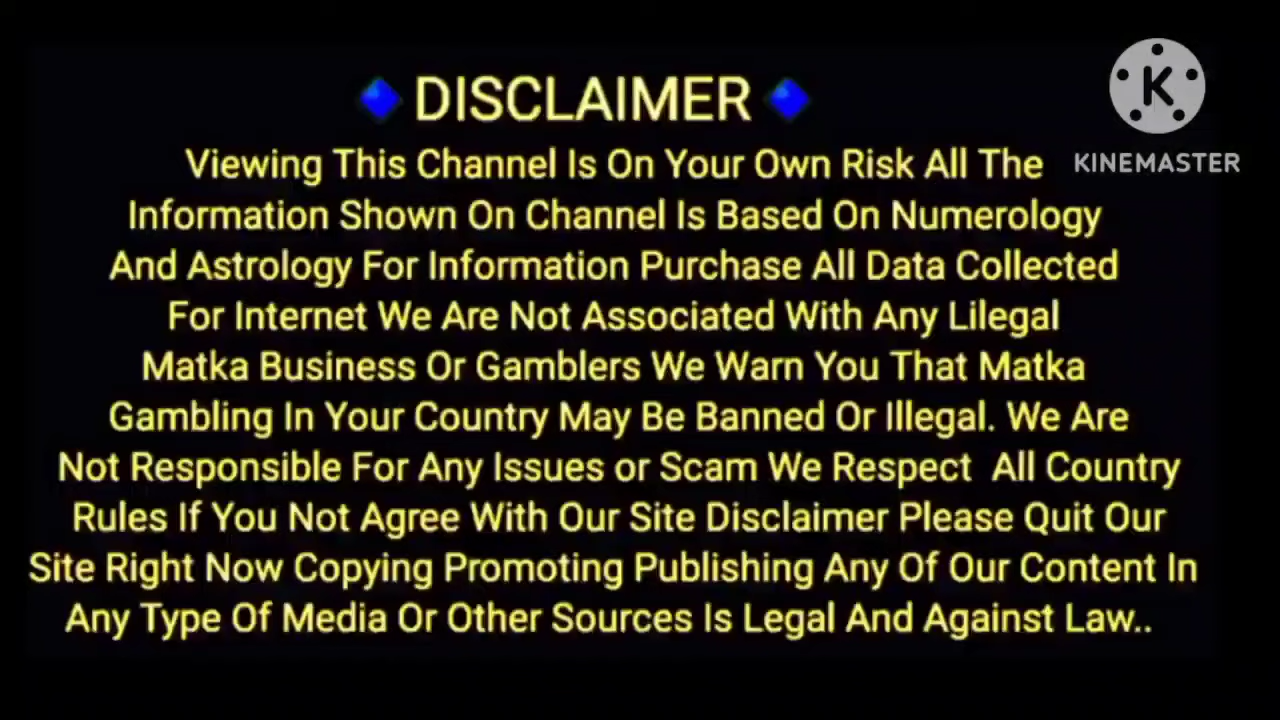 DISCLAIMER
KINEMASTER
Viewing This Channel Is On Your Own Risk All The
Information Shown On Channel Is Based On Numerology
And Astrology For Information Purchase All Data Collected
For Internet We Are Not Associated With Any Lilegal
Matka Business Or Gamblers We Warn You That Matka
Gambling In Your Country May Be Banned Or Illegal. We Are
Not Responsible For Any Issues or Scam We Respect  All Country
Rules If You Not Agree With Our Site Disclaimer Please Quit Our
Site Right Now Copying Promoting Publishing Any Of Our Content In
Any Type Of Media Or Other Sources Is Legal And Against Law..